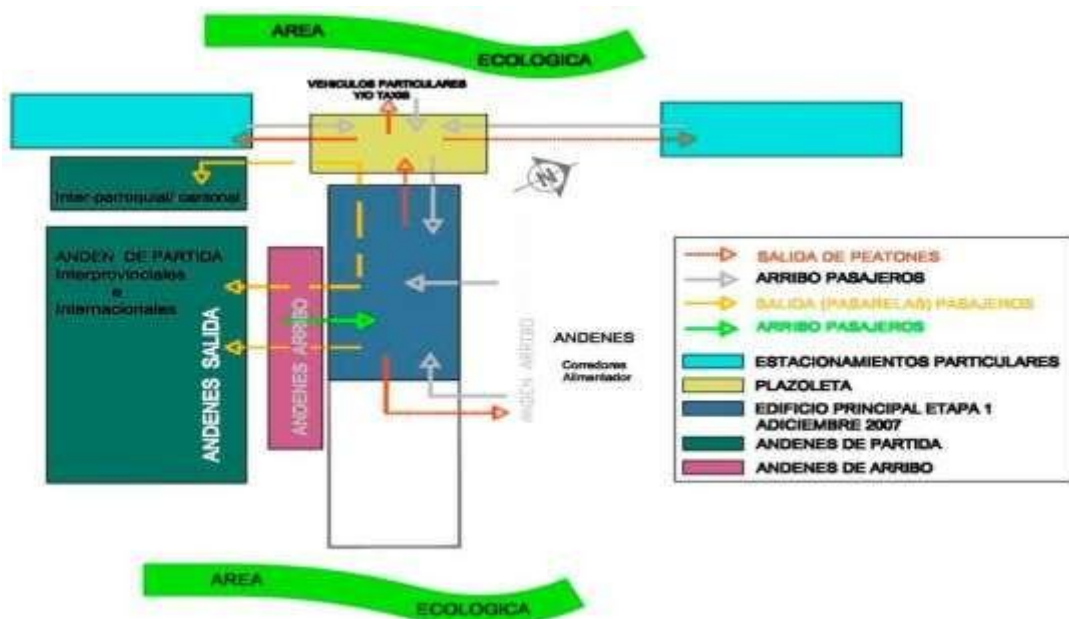 AREA
ECOLOGICA
VEHICULOS PARTICULARES
Y/O TAXIS
Inter-parroquial/ cantonal
N
ANDEN DE PARTIDA
Interprovinciales
e
Internacionales
ANDENES SALIDA
ANDENES ARRIBO
ANDEN ARRIBO
ANDENES
Corredores
Alimentador
SALIDA DE PEATONES
ARRIBO PASAJEROS
SALIDA (PASARELAS) PASAJEROS
ARRIBO PASAJEROS
ESTACIONAMIENTOS PARTICULARES
PLAZOLETA
EDIFICIO PRINCIPAL ETAPA 1
ADICIEMBRE 2007
ANDENES DE PARTIDA
ANDENES DE ARRIBO
AREA
ECOLOGICA